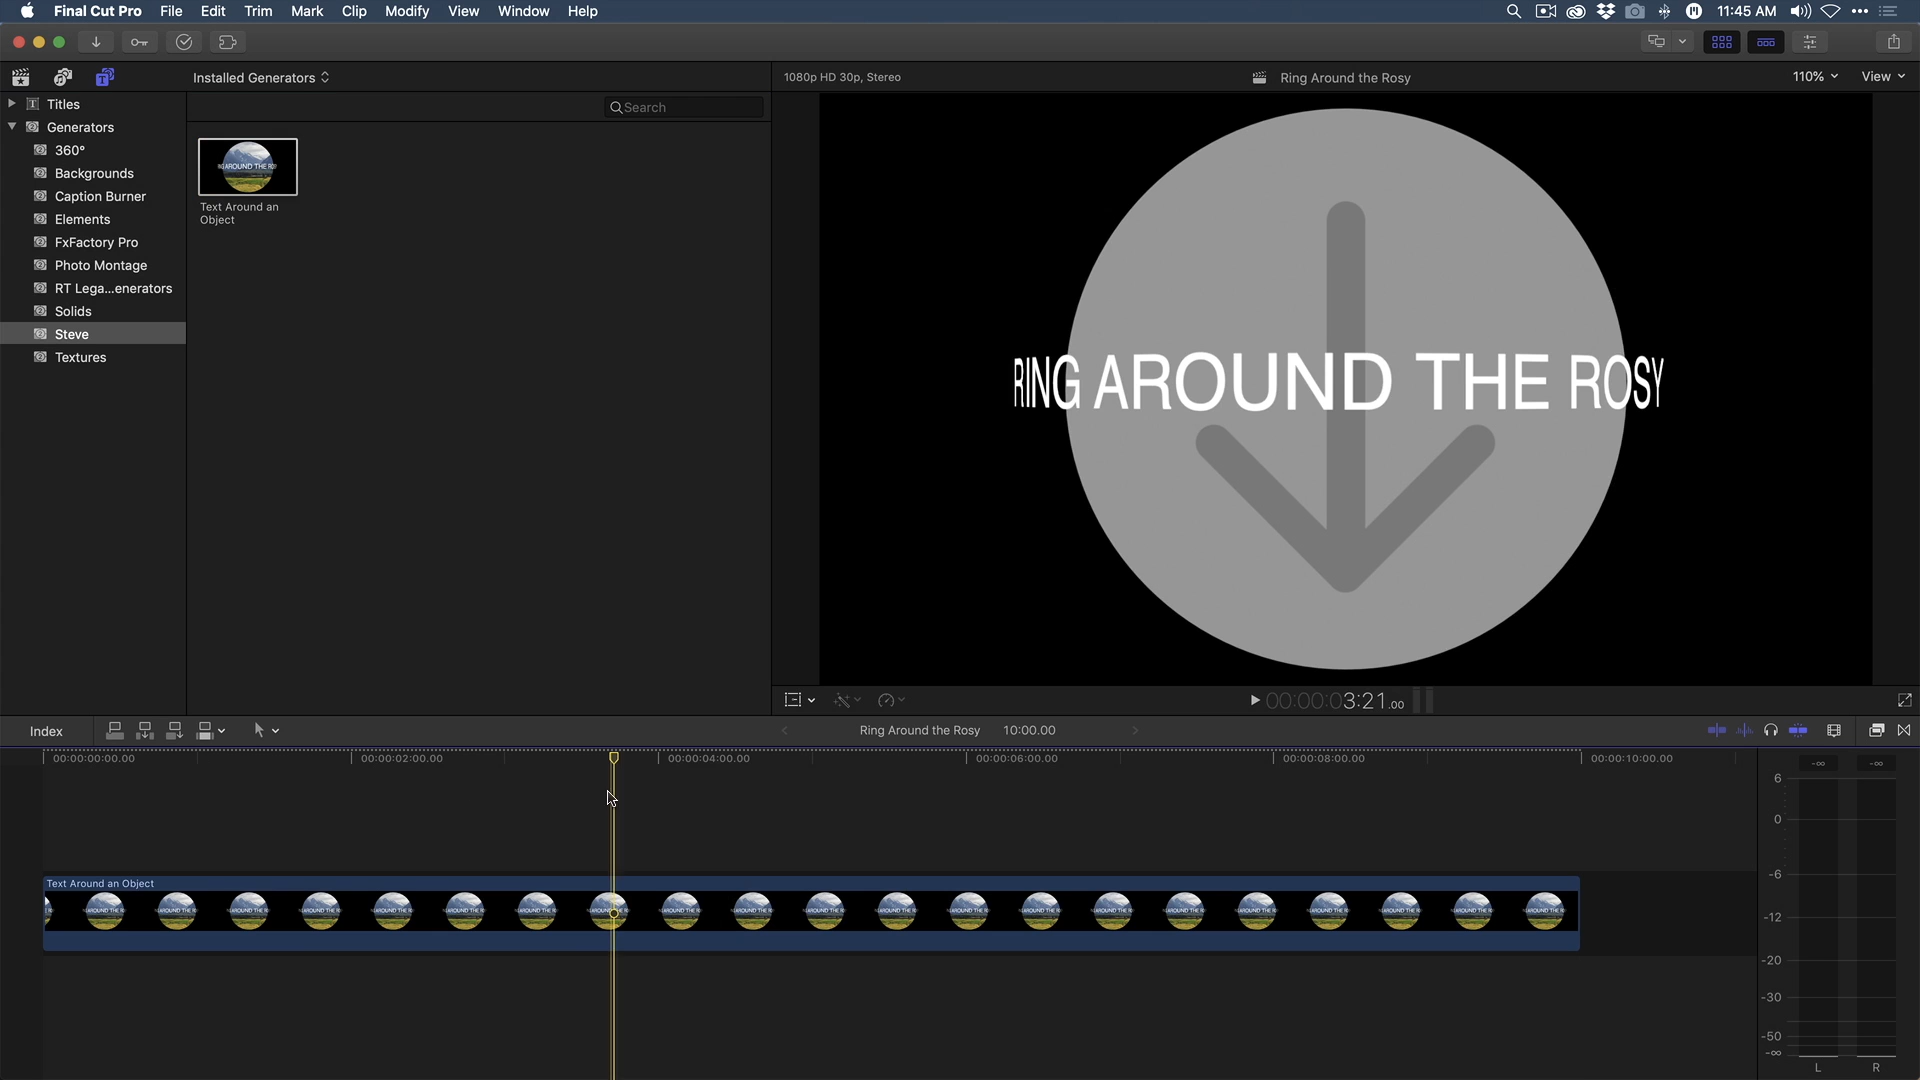 Final Cut Pro File Edit Trim Mark Clip Modify View Window Help 11:45 AM
Installed Generators
1080p HD 30p, Stereo
Ring Around the Rosy
110%
View
Titles
Generators
360°
Backgrounds
Caption Burner
Elements
FxFactory Pro
Photo Montage
RT Lega...enerators
Solids
Steve
Textures
Search
Text Around an
Object
RING AROUND THE ROSY
00:00:03:21.00
Index
Ring Around the Rosy 10:00.00
00:00:00:00.00 00:00:02:00.00 00:00:04:00.00 00:00:06:00.00 00:00:08:00.00 00:00:10:00.00
Text Around an Object
-∞ -∞
6
0
-6
-12
-20
-30
-50
-∞
L R